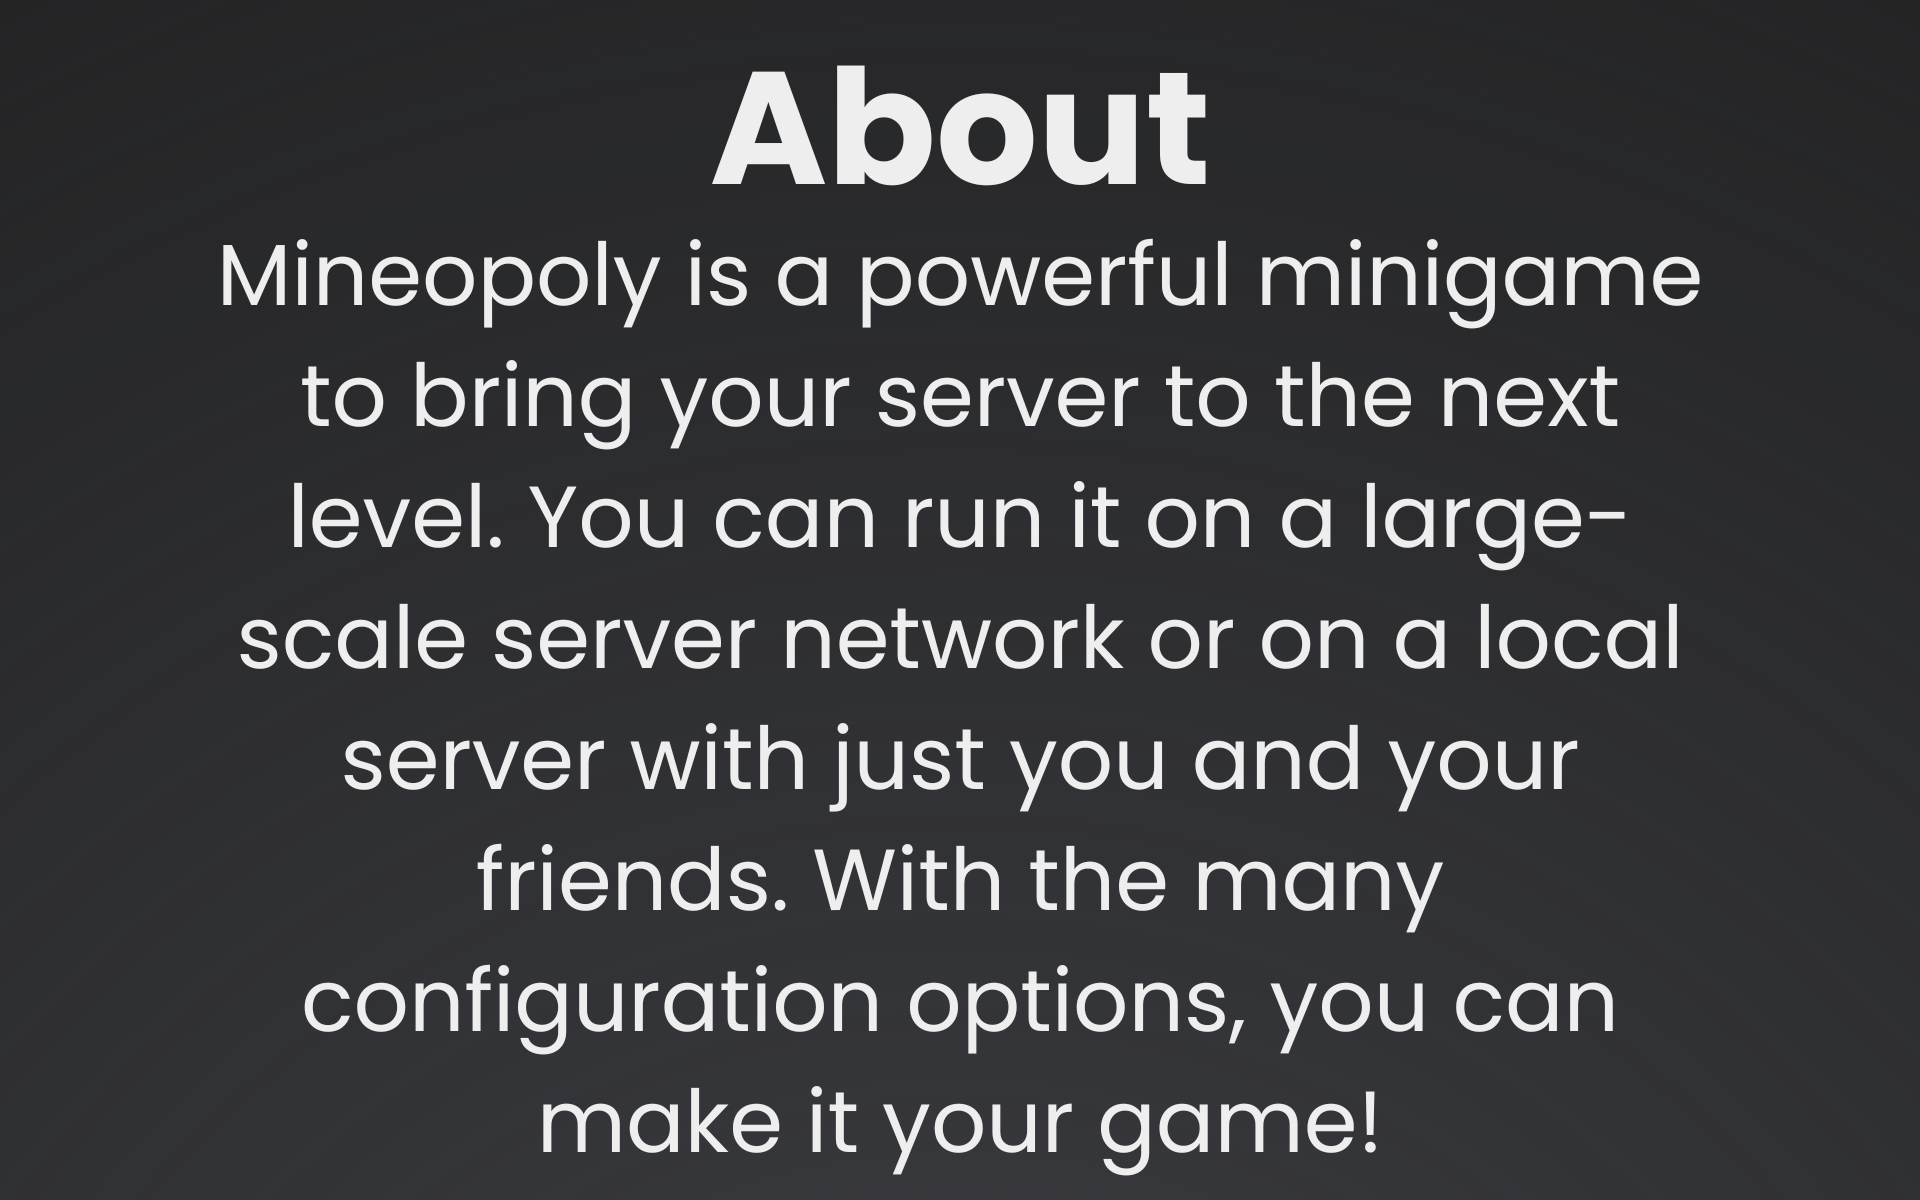 About
Mineopoly is a powerful minigame
to bring your server to the next
level. You can run it on a large-
scale server network or on a local
server with just you and your
friends. With the many
configuration options, you can
make it your game!